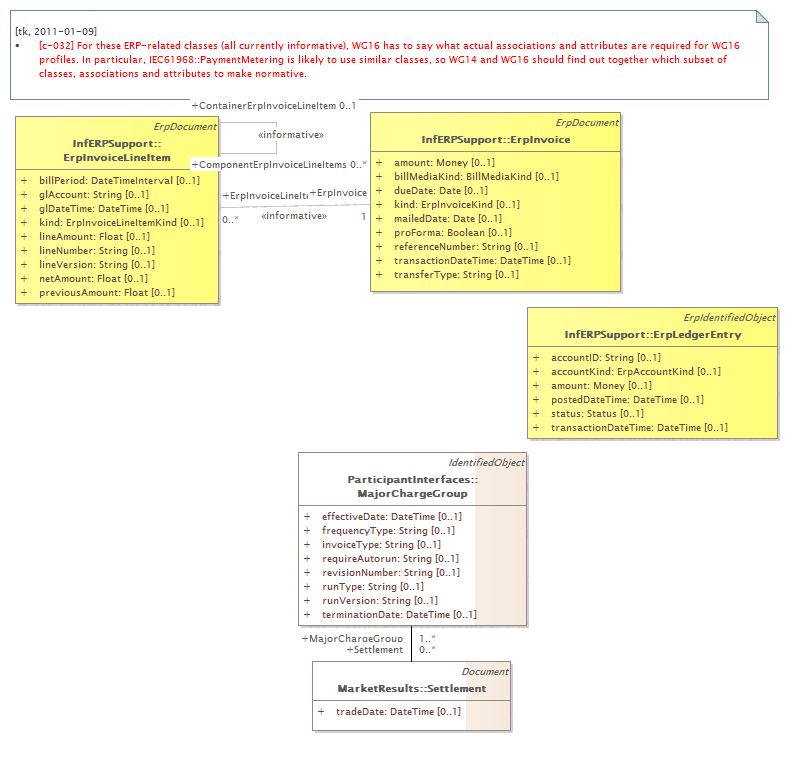 [tk, 2011-01-09]
• [c-032] For these ERP-related classes (all currently informative), WG16 has to say what actual associations and attributes are required for WG16
profiles. In particular, IEC61968::PaymentMetering is likely to use similar classes, so WG14 and WG16 should find out together which subset of
classes, associations and attributes to make normative.
+ContainerErpInvoiceLineItem 0..1
ErpDocument
InfERPSupport::
ErpInvoiceLineItem
+ billPeriod: DateTimeInterval [0..1]
+ glAccount: String [0..1]
+ glDateTime: DateTime [0..1]
+ kind: ErpInvoiceLineItemKind [0..1]
+ lineAmount: Float [0..1]
+ lineNumber: String [0..1]
+ lineVersion: String [0..1]
+ netAmount: Float [0..1]
+ previousAmount: Float [0..1]
«informative»
+ComponentErpInvoiceLineItems 0..*
+ErpInvoiceLineIt
+ErpInvoice
0..*
«informative»
1
ErpDocument
InfERPSupport::ErpInvoice
+ amount: Money [0..1]
+ billMediaKind: BillMediaKind [0..1]
+ dueDate: Date [0..1]
+ kind: ErpInvoiceKind [0..1]
+ mailedDate: Date [0..1]
+ proForma: Boolean [0..1]
+ referenceNumber: String [0..1]
+ transactionDateTime: DateTime [0..1]
+ transferType: String [0..1]
ErpIdentifiedObject
InfERPSupport::ErpLedgerEntry
+ accountID: String [0..1]
+ accountKind: ErpAccountKind [0..1]
+ amount: Money [0..1]
+ postedDateTime: DateTime [0..1]
+ status: Status [0..1]
+ transactionDateTime: DateTime [0..1]
IdentifiedObject
ParticipantInterfaces::
MajorChargeGroup
+ effectiveDate: DateTime [0..1]
+ frequencyType: String [0..1]
+ invoiceType: String [0..1]
+ requireAutorun: String [0..1]
+ revisionNumber: String [0..1]
+ runType: String [0..1]
+ runVersion: String [0..1]
+ terminationDate: DateTime [0..1]
+MajorChargeGroup 1..*
+Settlement 0..*
Document
MarketResults::Settlement
+ tradeDate: DateTime [0..1]